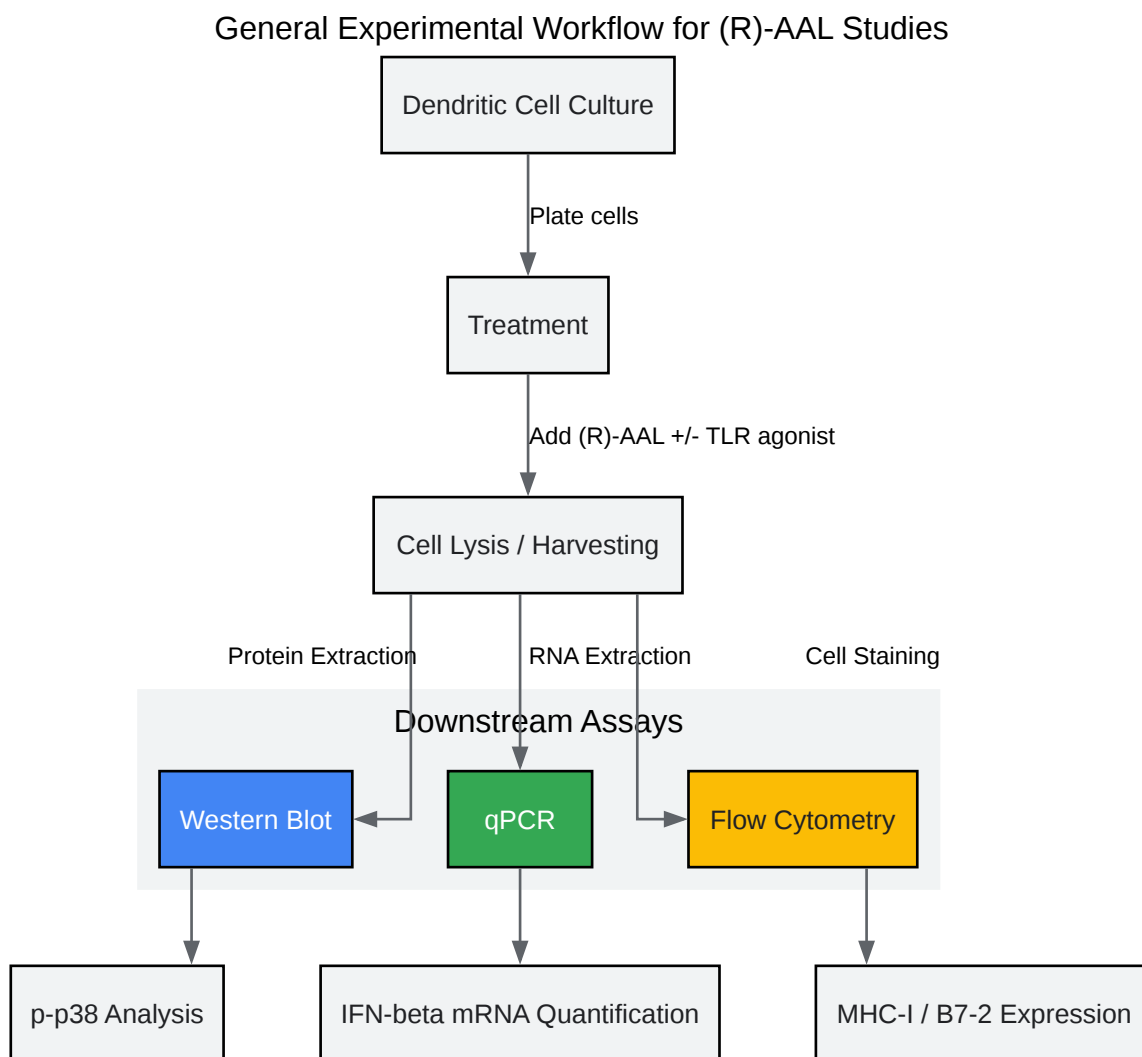 General Experimental Workflow for (R)-AAL Studies
Dendritic Cell Culture
Plate cells
Treatment
Add (R)-AAL +/- TLR agonist
Cell Lysis / Harvesting
Protein Extraction
RNA Extraction
Cell Staining
Downstream Assays
Western Blot
qPCR
Flow Cytometry
p-p38 Analysis
IFN-beta mRNA Quantification
MHC-I / B7-2 Expression